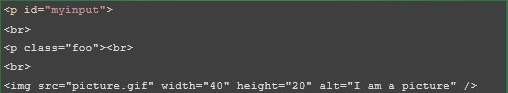 <p id="myinput">
<br>
<p class="foo"><br>
<br>
<img src="picture.gif" width="40" height="20" alt="I am a picture" />